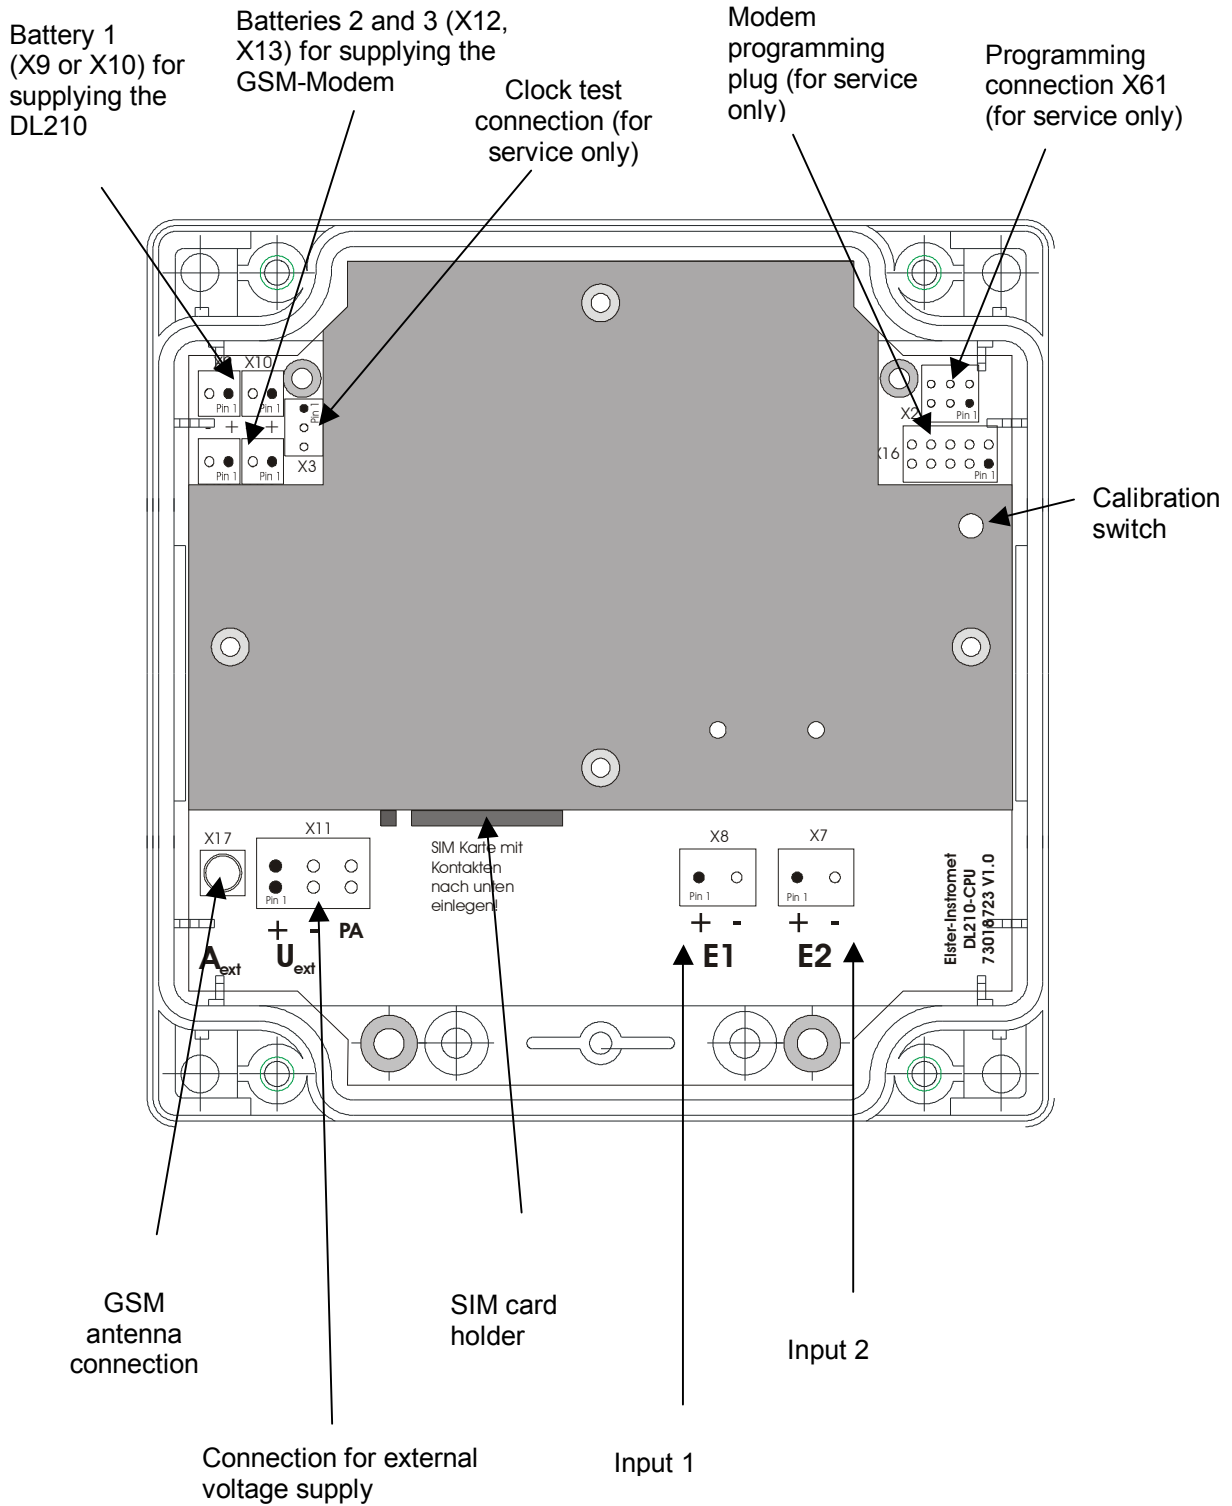 Battery 1
(X9 or X10) for
supplying the
DL210
Batteries 2 and 3 (X12,
X13) for supplying the
GSM-Modem
Clock test
connection (for
service only)
Modem
programming
plug (for service
only)
Programming
connection X61
(for service only)
X10
Pin 1
Pin 1
- + +
Pin 1
Pin 1
Pin 1
X3
X2
Pin 1
X16
Pin 1
Calibration
switch
X17
X11
Pin 1
+ - PA
Aext
Uext
SIM Karte mit
Kontakten
nach unten
einlegen!
X8
Pin 1
+ -
E1
X7
Pin 1
+ -
E2
Elster-Instromet
DL210-CPU
73018723 V1.0
GSM
antenna
connection
SIM card
holder
Input 2
Connection for external
voltage supply
Input 1